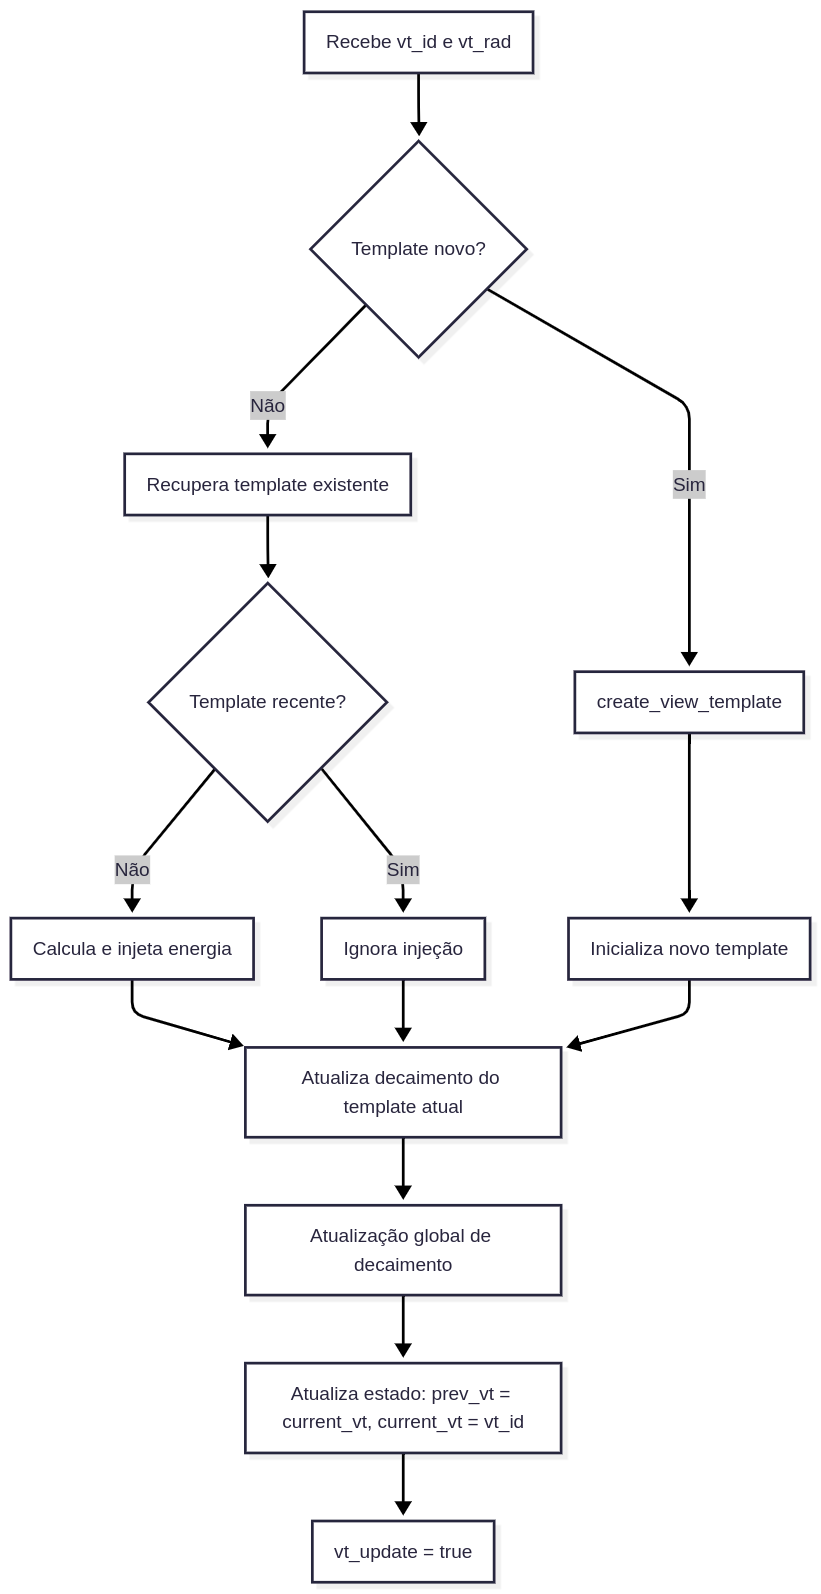 Recebe vt_id e vt_rad
Template novo?
Não
Sim
Recupera template existente
Template recente?
create_view_template
Não
Sim
Calcula e injeta energia
Ignora injeção
Inicializa novo template
Atualiza decaimento do
template atual
Atualização global de
decaimento
Atualiza estado: prev_vt =
current_vt, current_vt = vt_id
vt_update = true